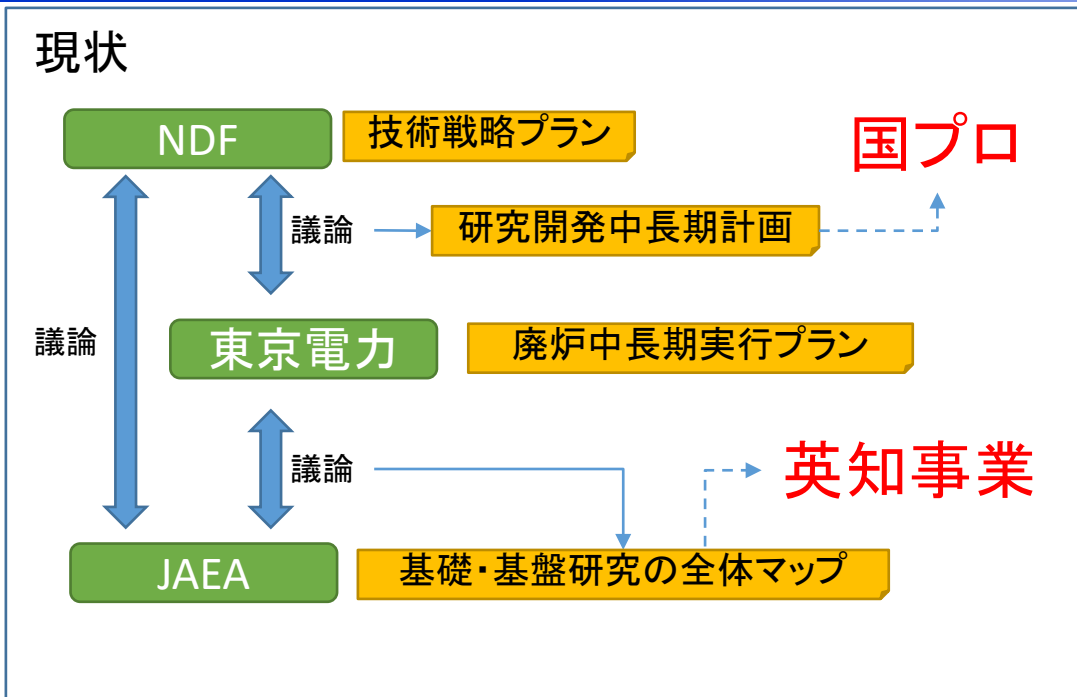 現状
NDF
技術戦略プラン
国プロ
議論
研究開発中長期計画
議論
東京電力
廃炉中長期実行プラン
議論
英知事業
JAEA
基礎・基盤研究の全体マップ